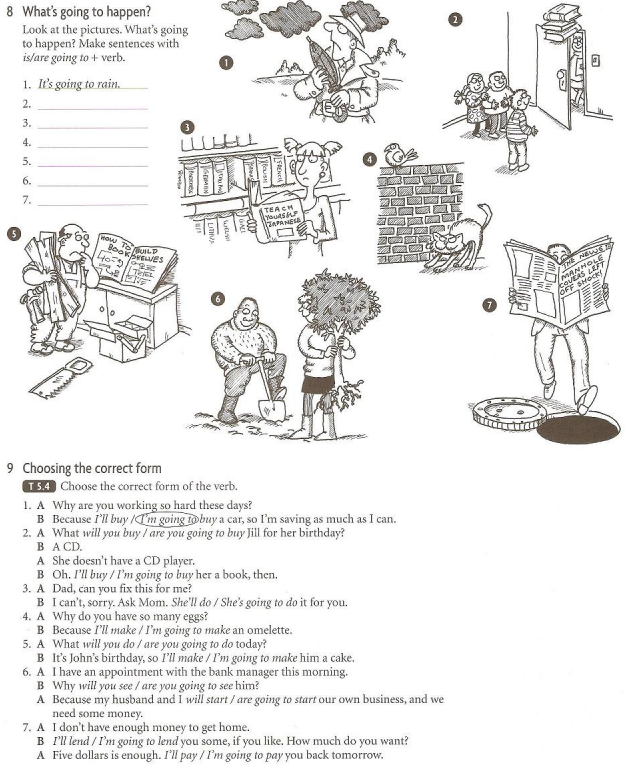 8 What's going to happen?
Look at the pictures. What's going
to happen? Make sentences with
is/are going to + verb.
1. It's going to rain.
2.
3.
4.
5.
6.
7.
1
2
3
TEACH
YOURSELF
JAPANESE
4
5
HOW TO BUILD
BOOK SHELVES
6
7
MANHOLE
COVERS LEFT
OFF SHOCK!
9 Choosing the correct form
T 5.4 Choose the correct form of the verb.
1. A Why are you working so hard these days?
B Because I'll buy / I'm going to buy a car, so I'm saving as much as I can.
2. A What will you buy / are you going to buy Jill for her birthday?
B A CD.
A She doesn't have a CD player.
B Oh. I'll buy / I'm going to buy her a book, then.
3. A Dad, can you fix this for me?
B I can't, sorry. Ask Mom. She'll do / She's going to do it for you.
4. A Why do you have so many eggs?
B Because I'll make / I'm going to make an omelette.
5. A What will you do / are you going to do today?
B It's John's birthday, so I'll make / I'm going to make him a cake.
6. A I have an appointment with the bank manager this morning.
B Why will you see / are you going to see him?
A Because my husband and I will start / are going to start our own business, and we
need some money.
7. A I don't have enough money to get home.
B I'll lend / I'm going to lend you some, if you like. How much do you want?
A Five dollars is enough. I'll pay / I'm going to pay you back tomorrow.